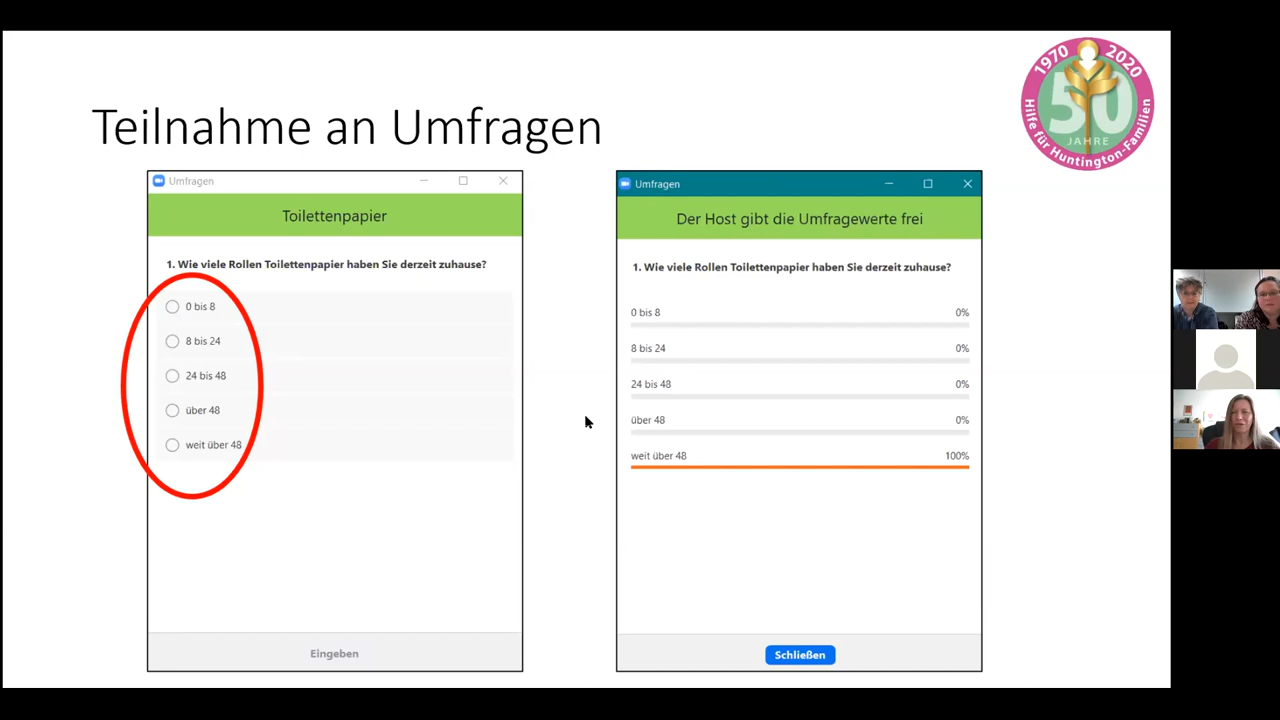 Teilnahme an Umfragen
1970 2020
50
JAHRE
Hilfe für Huntington-Familien
Umfragen
Toilettenpapier
1. Wie viele Rollen Toilettenpapier haben Sie derzeit zuhause?
0 bis 8
8 bis 24
24 bis 48
über 48
weit über 48
Eingeben
Umfragen
Der Host gibt die Umfragewerte frei
1. Wie viele Rollen Toilettenpapier haben Sie derzeit zuhause?
0 bis 8 0%
8 bis 24 0%
24 bis 48 0%
über 48 0%
weit über 48 100%
Schließen